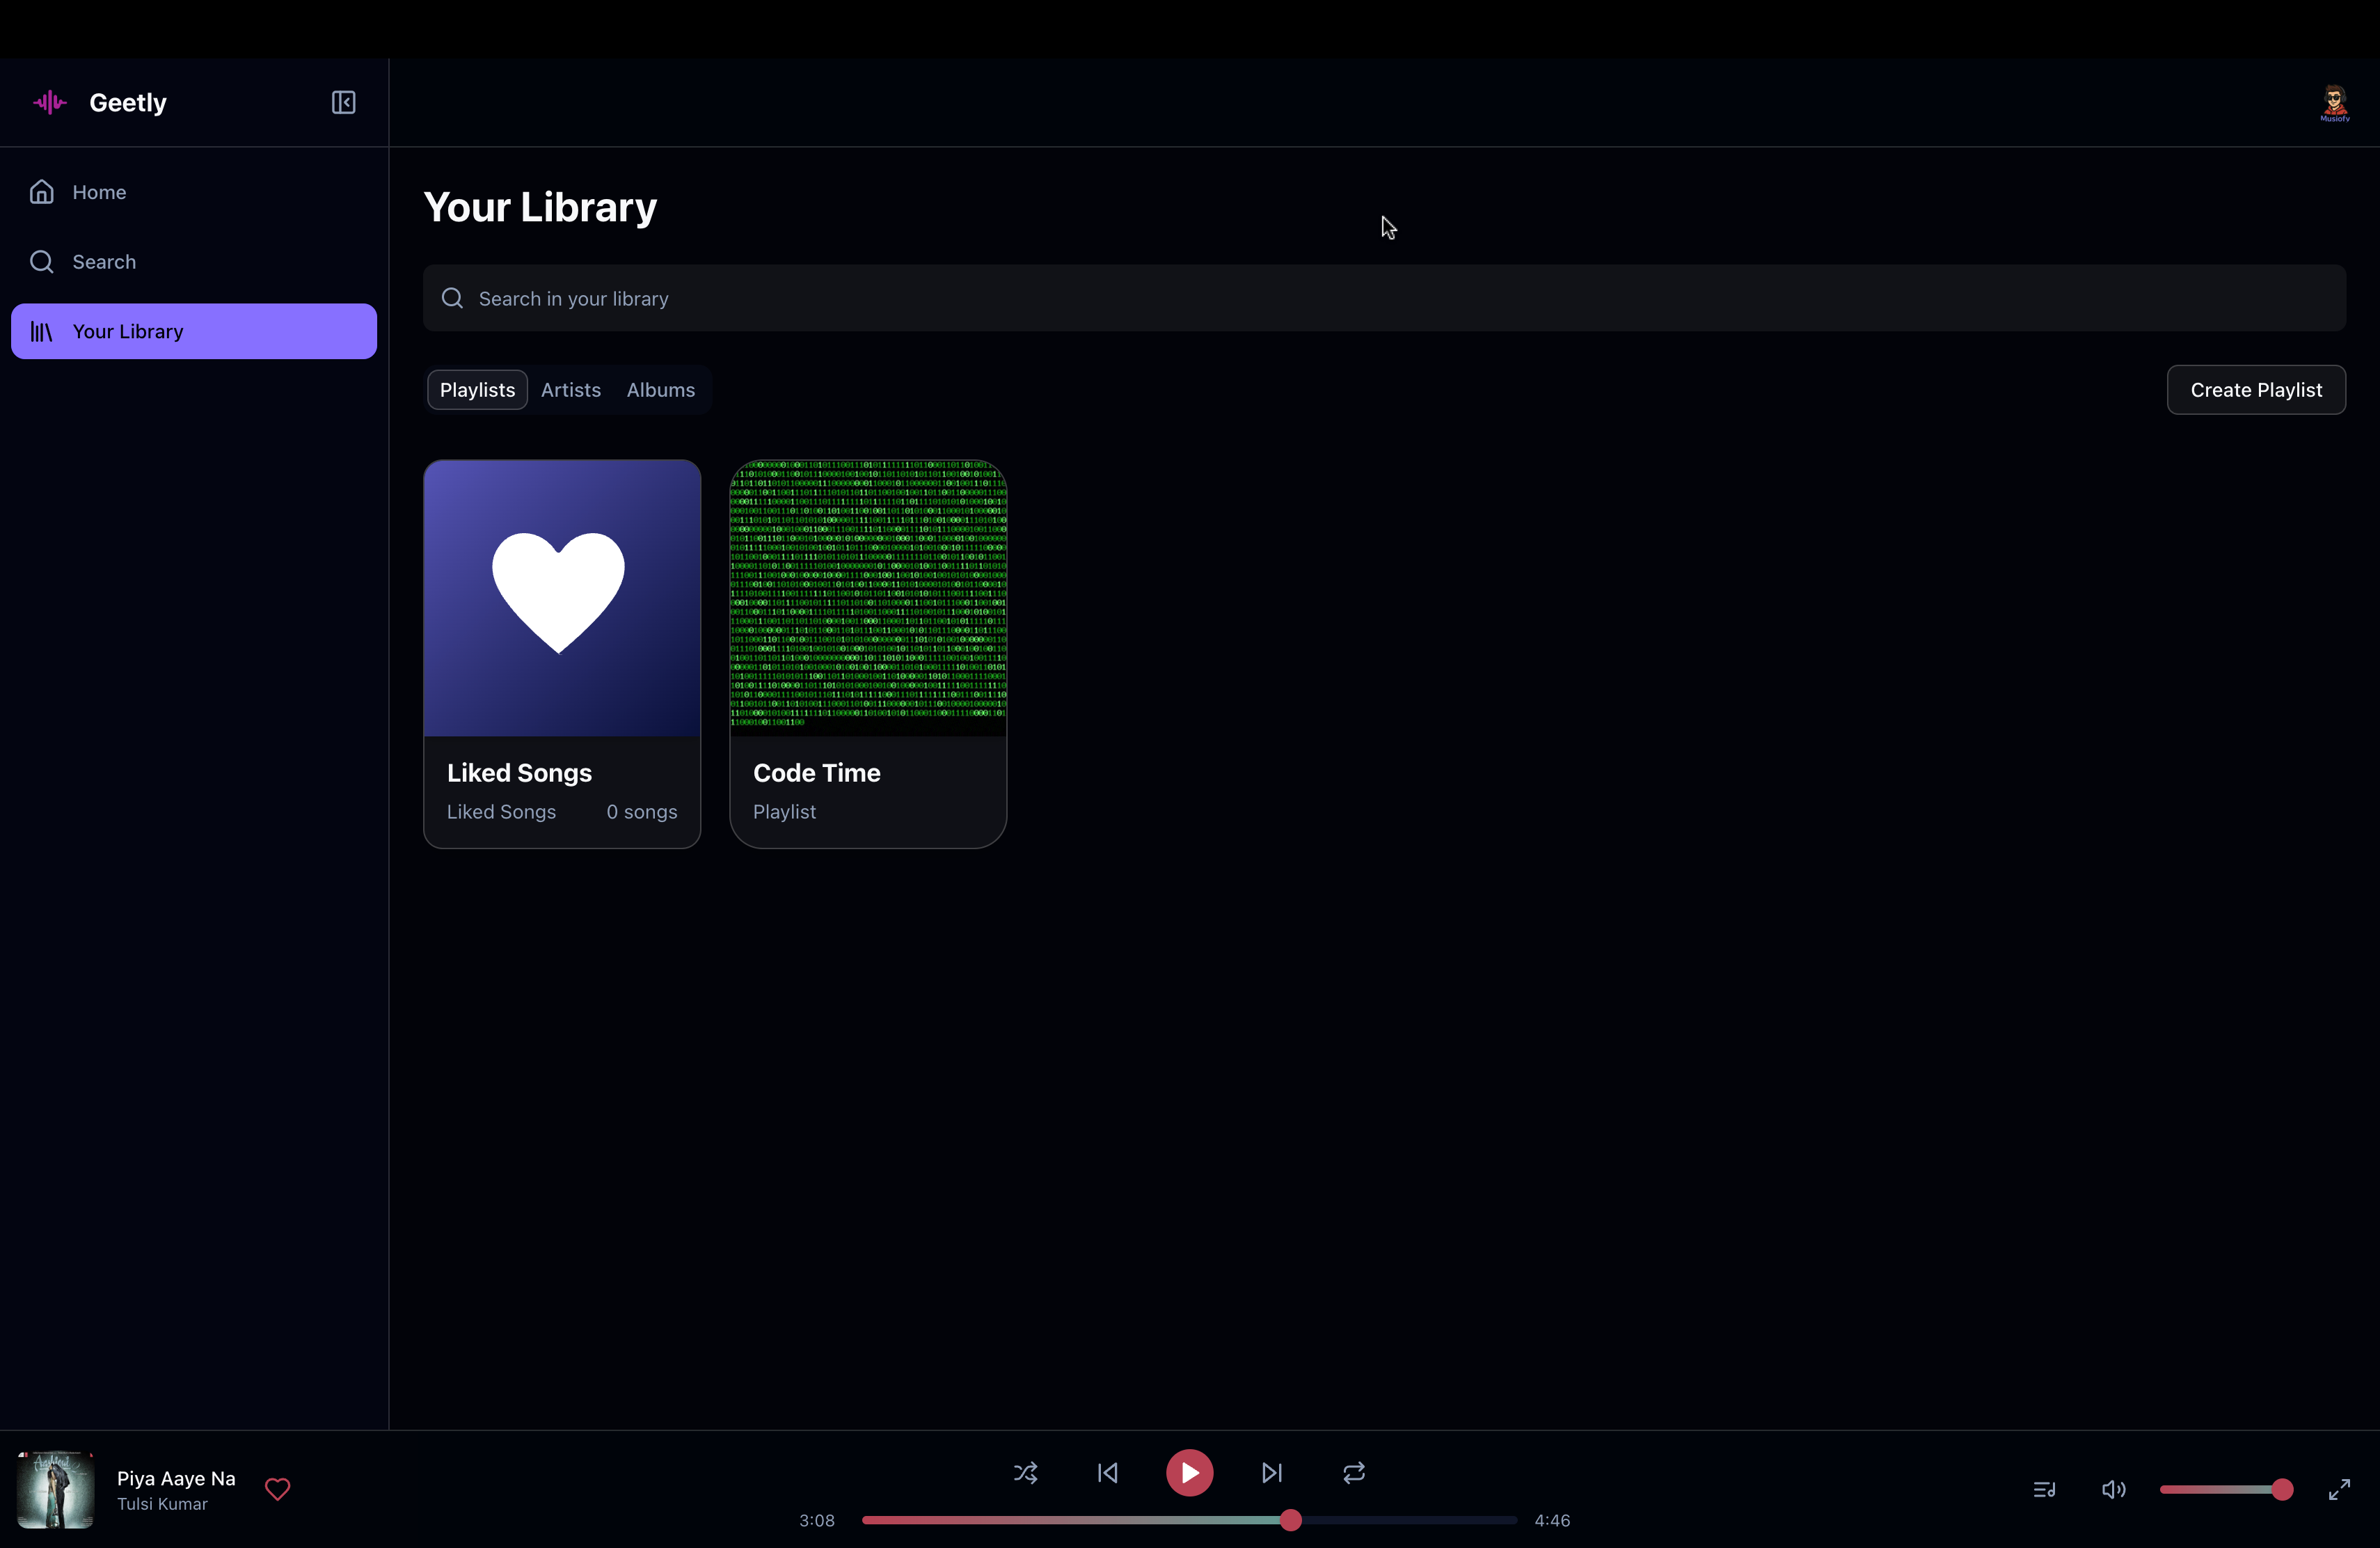 Geetly
Musiofy
Home
Search
Your Library
Your Library
Search in your library
Playlists
Artists
Albums
Create Playlist
Liked Songs
Liked Songs
0 songs
Code Time
Playlist
Piya Aaye Na
Tulsi Kumar
3:08
4:46